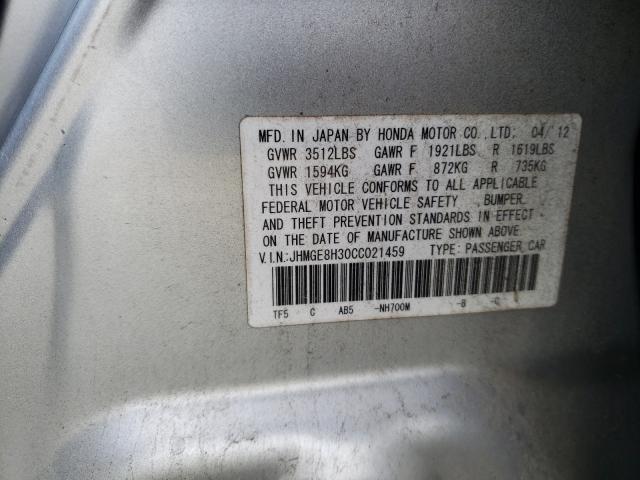 MFD. IN JAPAN BY HONDA MOTOR CO.,LTD. 04/12
GVWR 3512LBS GAWR F 1921LBS R 1619LBS
GVWR 1594KG GAWR F 872KG R 735KG
THIS VEHICLE CONFORMS TO ALL APPLICABLE
FEDERAL MOTOR VEHICLE SAFETY ,BUMPER,
AND THEFT PREVENTION STANDARDS IN EFFECT
ON THE DATE OF MANUFACTURE SHOWN ABOVE.
V.I.N.:JHMGE8H30CC021459 TYPE: PASSENGER CAR
TF5 C AB5 -NH700M -B -C